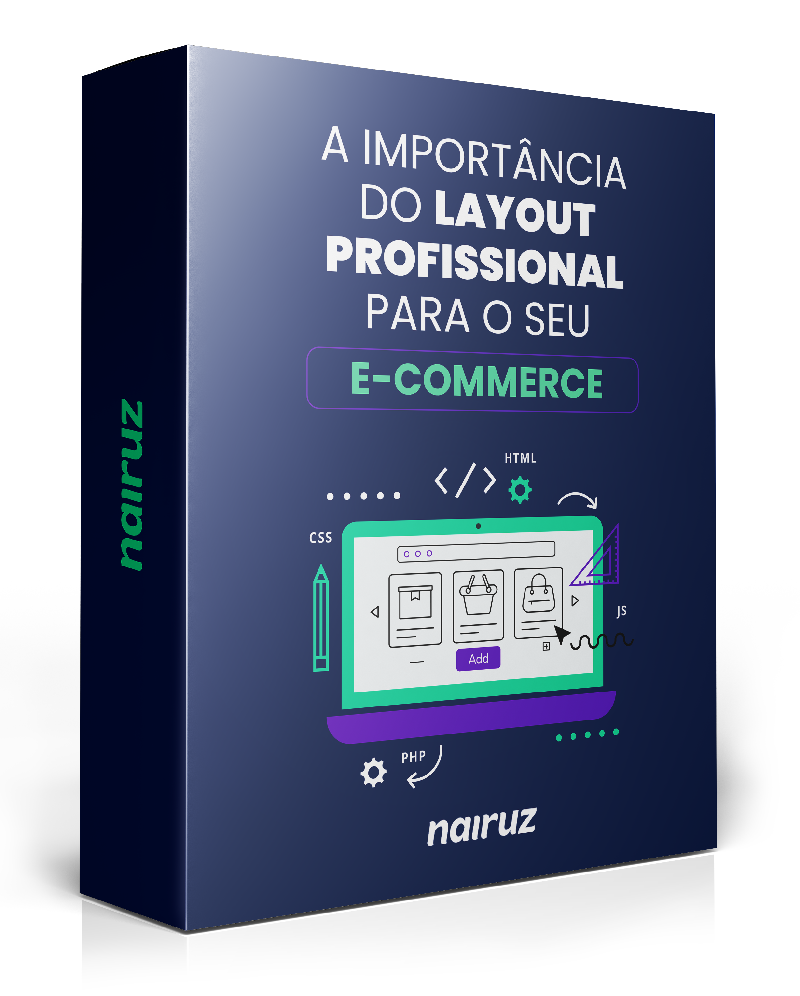 A IMPORTÂNCIA
DO LAYOUT
PROFISSIONAL
PARA O SEU
E-COMMERCE
HTML
</>
CSS
JS
Add
PHP
nairuz
nairuz